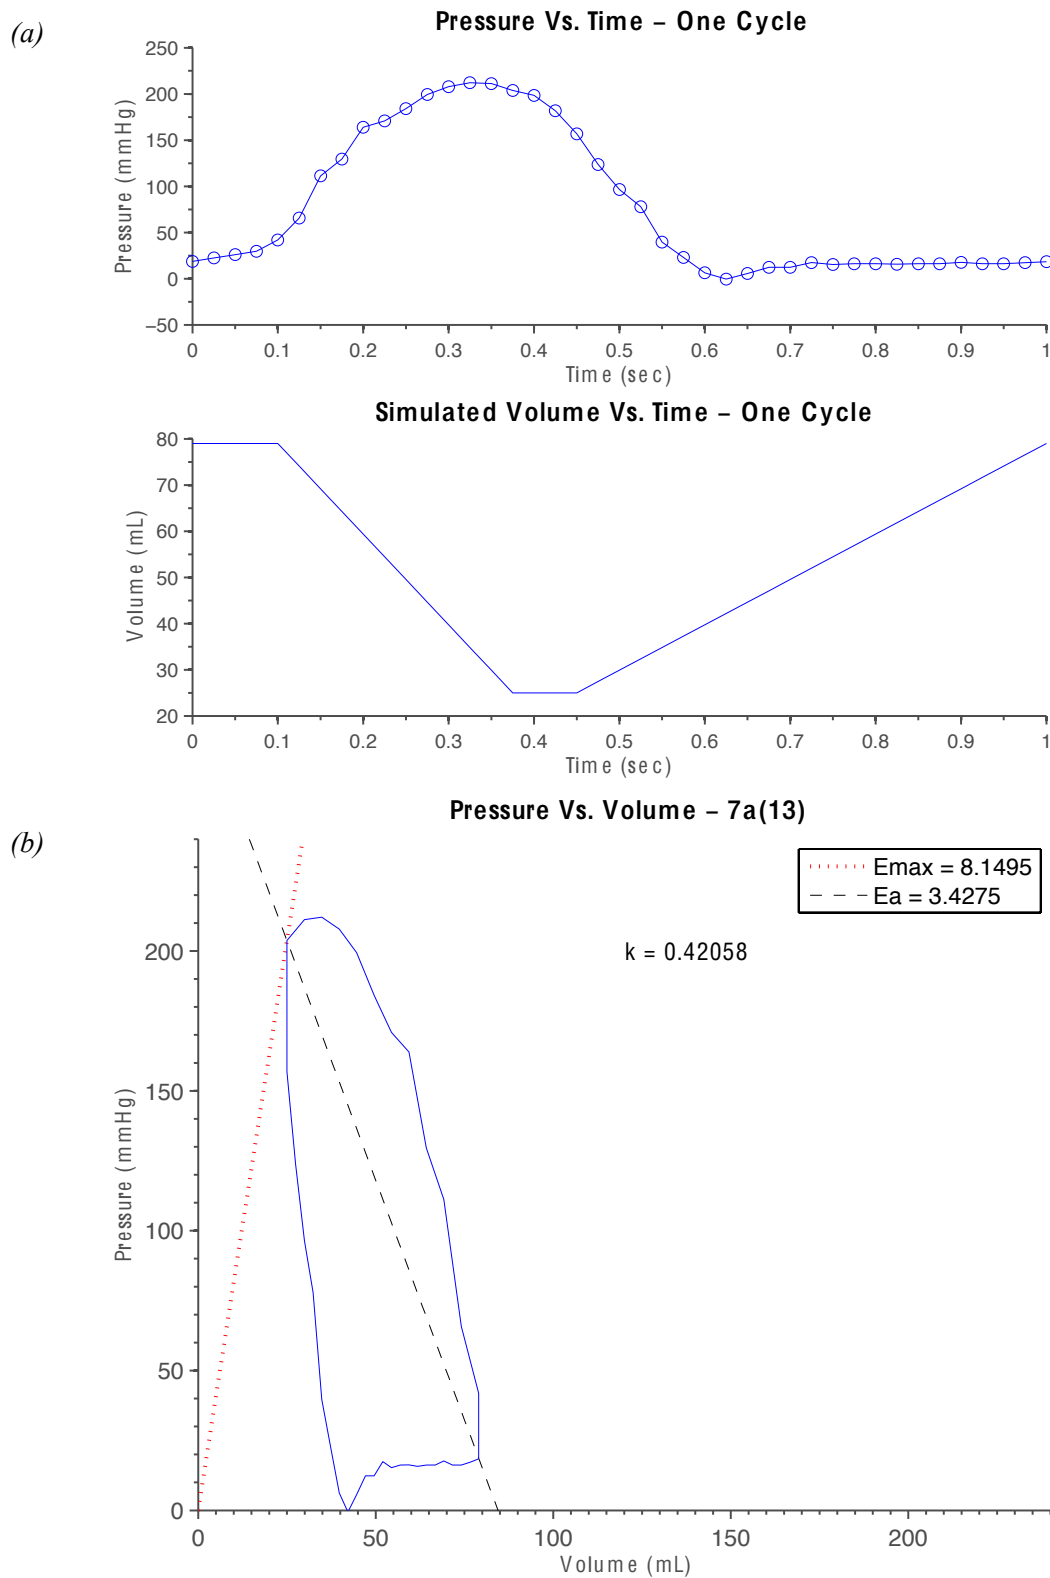 (a)
Pressure Vs. Time – One Cycle
250
200
150
100
50
0
–50
Pressure (mmHg)
0 0.1 0.2 0.3 0.4 0.5 0.6 0.7 0.8 0.9 1
Time (sec)
Simulated Volume Vs. Time – One Cycle
80
70
60
50
40
30
20
Volume (mL)
0 0.1 0.2 0.3 0.4 0.5 0.6 0.7 0.8 0.9 1
Time (sec)
(b)
Pressure Vs. Volume – 7a(13)
Emax = 8.1495
Ea = 3.4275
k = 0.42058
200
150
100
50
0
Pressure (mmHg)
0 50 100 150 200
Volume (mL)